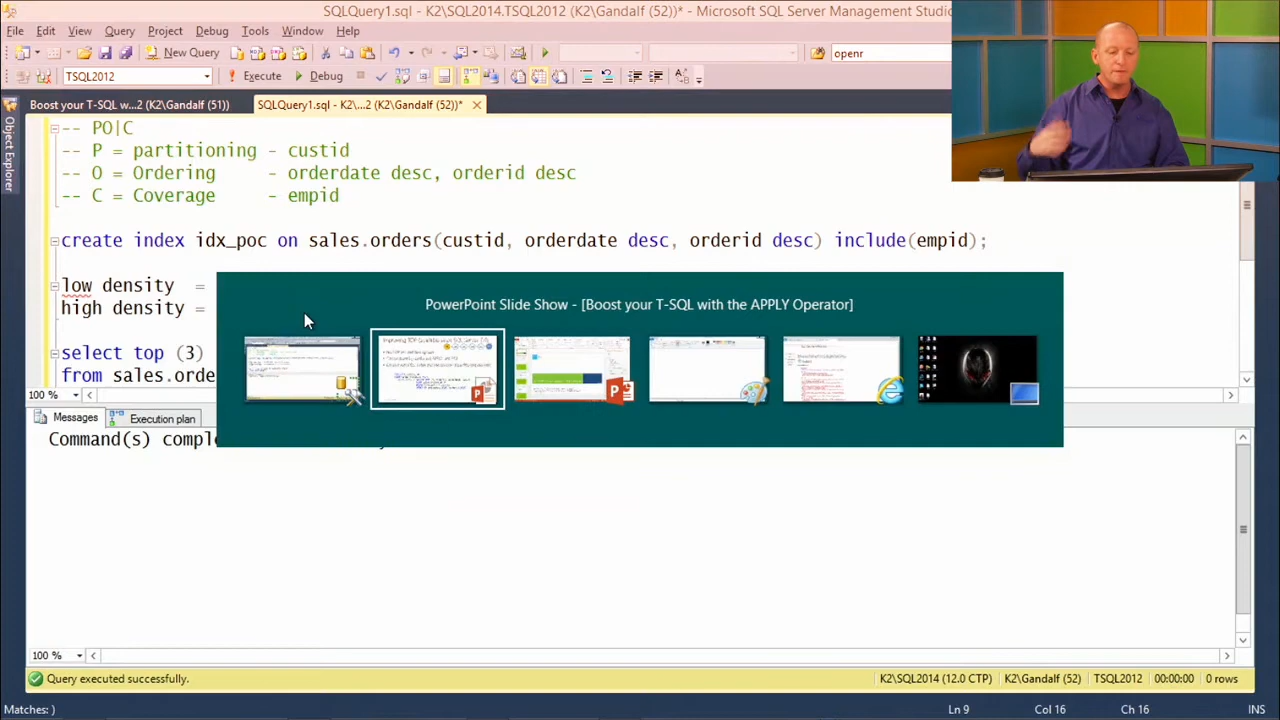 SQLQuery1.sql - K2\SQL2014.TSQL2012 (K2\Gandalf (52))* - Microsoft SQL Server Management Studio
File Edit View Query Project Debug Tools Window Help
New Query
openr
TSQL2012 Execute Debug
Boost your T-SQL w...2 (K2\Gandalf (51)) SQLQuery1.sql - K2\...2 (K2\Gandalf (52))*
Object Explorer
-- PO|C
-- P = partitioning - custid
-- O = Ordering - orderdate desc, orderid desc
-- C = Coverage - empid
create index idx_poc on sales.orders(custid, orderdate desc, orderid desc) include(empid);
low density =
high density =
select top (3)
from sales.orde
PowerPoint Slide Show - [Boost your T-SQL with the APPLY Operator]
100 %
Messages Execution plan
Command(s) comple
100 %
Query executed successfully. K2\SQL2014 (12.0 CTP) K2\Gandalf (52) TSQL2012 00:00:00 0 rows
Matches: ) Ln 9 Col 16 Ch 16 INS